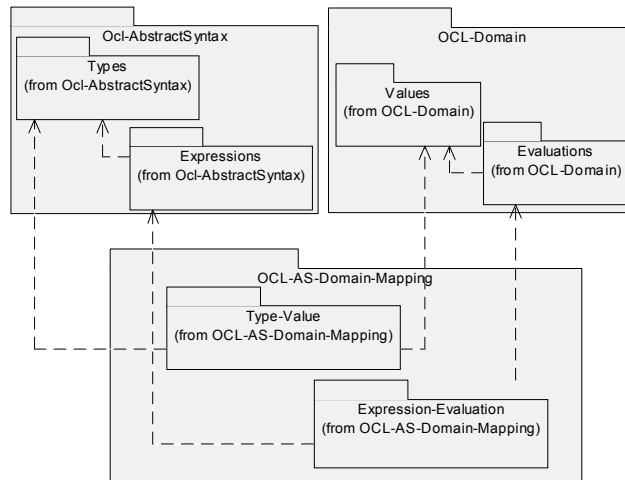 Ocl-AbstractSyntax
Types
(from Ocl-AbstractSyntax)
Expressions
(from Ocl-AbstractSyntax)
OCL-Domain
Values
(from OCL-Domain)
Evaluations
(from OCL-Domain)
OCL-AS-Domain-Mapping
Type-Value
(from OCL-AS-Domain-Mapping)
Expression-Evaluation
(from OCL-AS-Domain-Mapping)